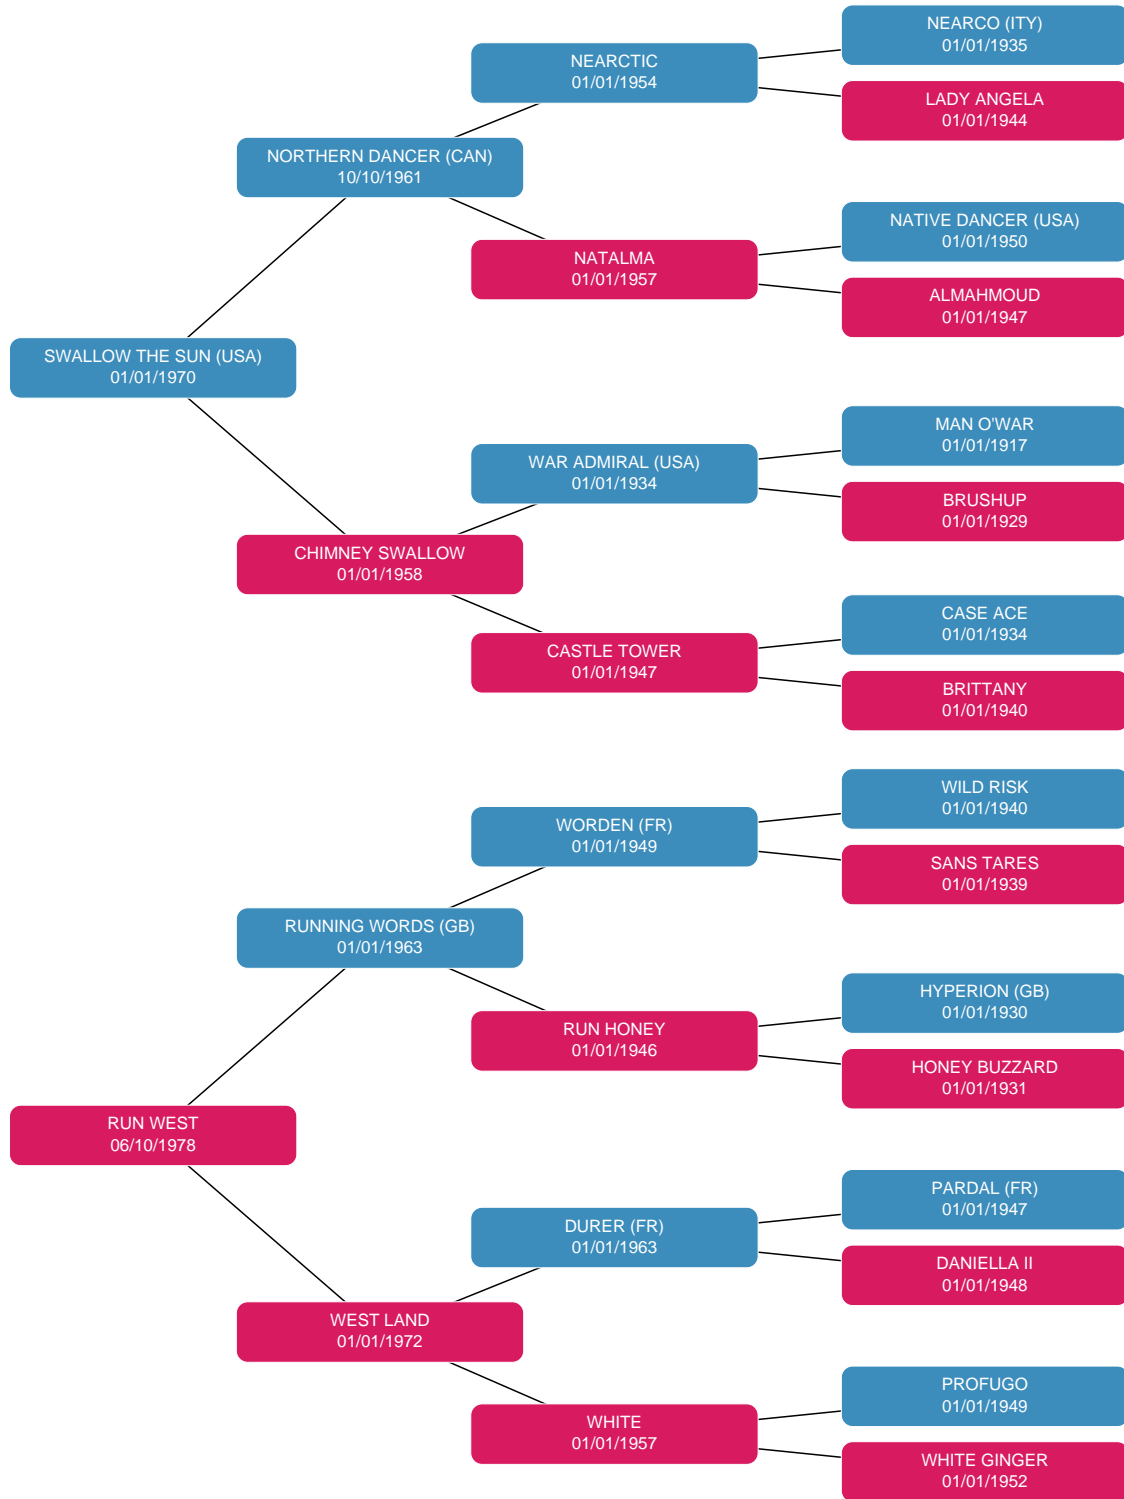 NEARCO (ITY)
01/01/1935
NEARCTIC
01/01/1954
LADY ANGELA
01/01/1944
NORTHERN DANCER (CAN)
10/10/1961
NATIVE DANCER (USA)
01/01/1950
NATALMA
01/01/1957
ALMAHMOUD
01/01/1947
SWALLOW THE SUN (USA)
01/01/1970
MAN O'WAR
01/01/1917
WAR ADMIRAL (USA)
01/01/1934
BRUSHUP
01/01/1929
CHIMNEY SWALLOW
01/01/1958
CASE ACE
01/01/1934
CASTLE TOWER
01/01/1947
BRITTANY
01/01/1940
WILD RISK
01/01/1940
WORDEN (FR)
01/01/1949
SANS TARES
01/01/1939
RUNNING WORDS (GB)
01/01/1963
HYPERION (GB)
01/01/1930
RUN HONEY
01/01/1946
HONEY BUZZARD
01/01/1931
RUN WEST
06/10/1978
PARDAL (FR)
01/01/1947
DURER (FR)
01/01/1963
DANIELLA II
01/01/1948
WEST LAND
01/01/1972
PROFUGO
01/01/1949
WHITE
01/01/1957
WHITE GINGER
01/01/1952